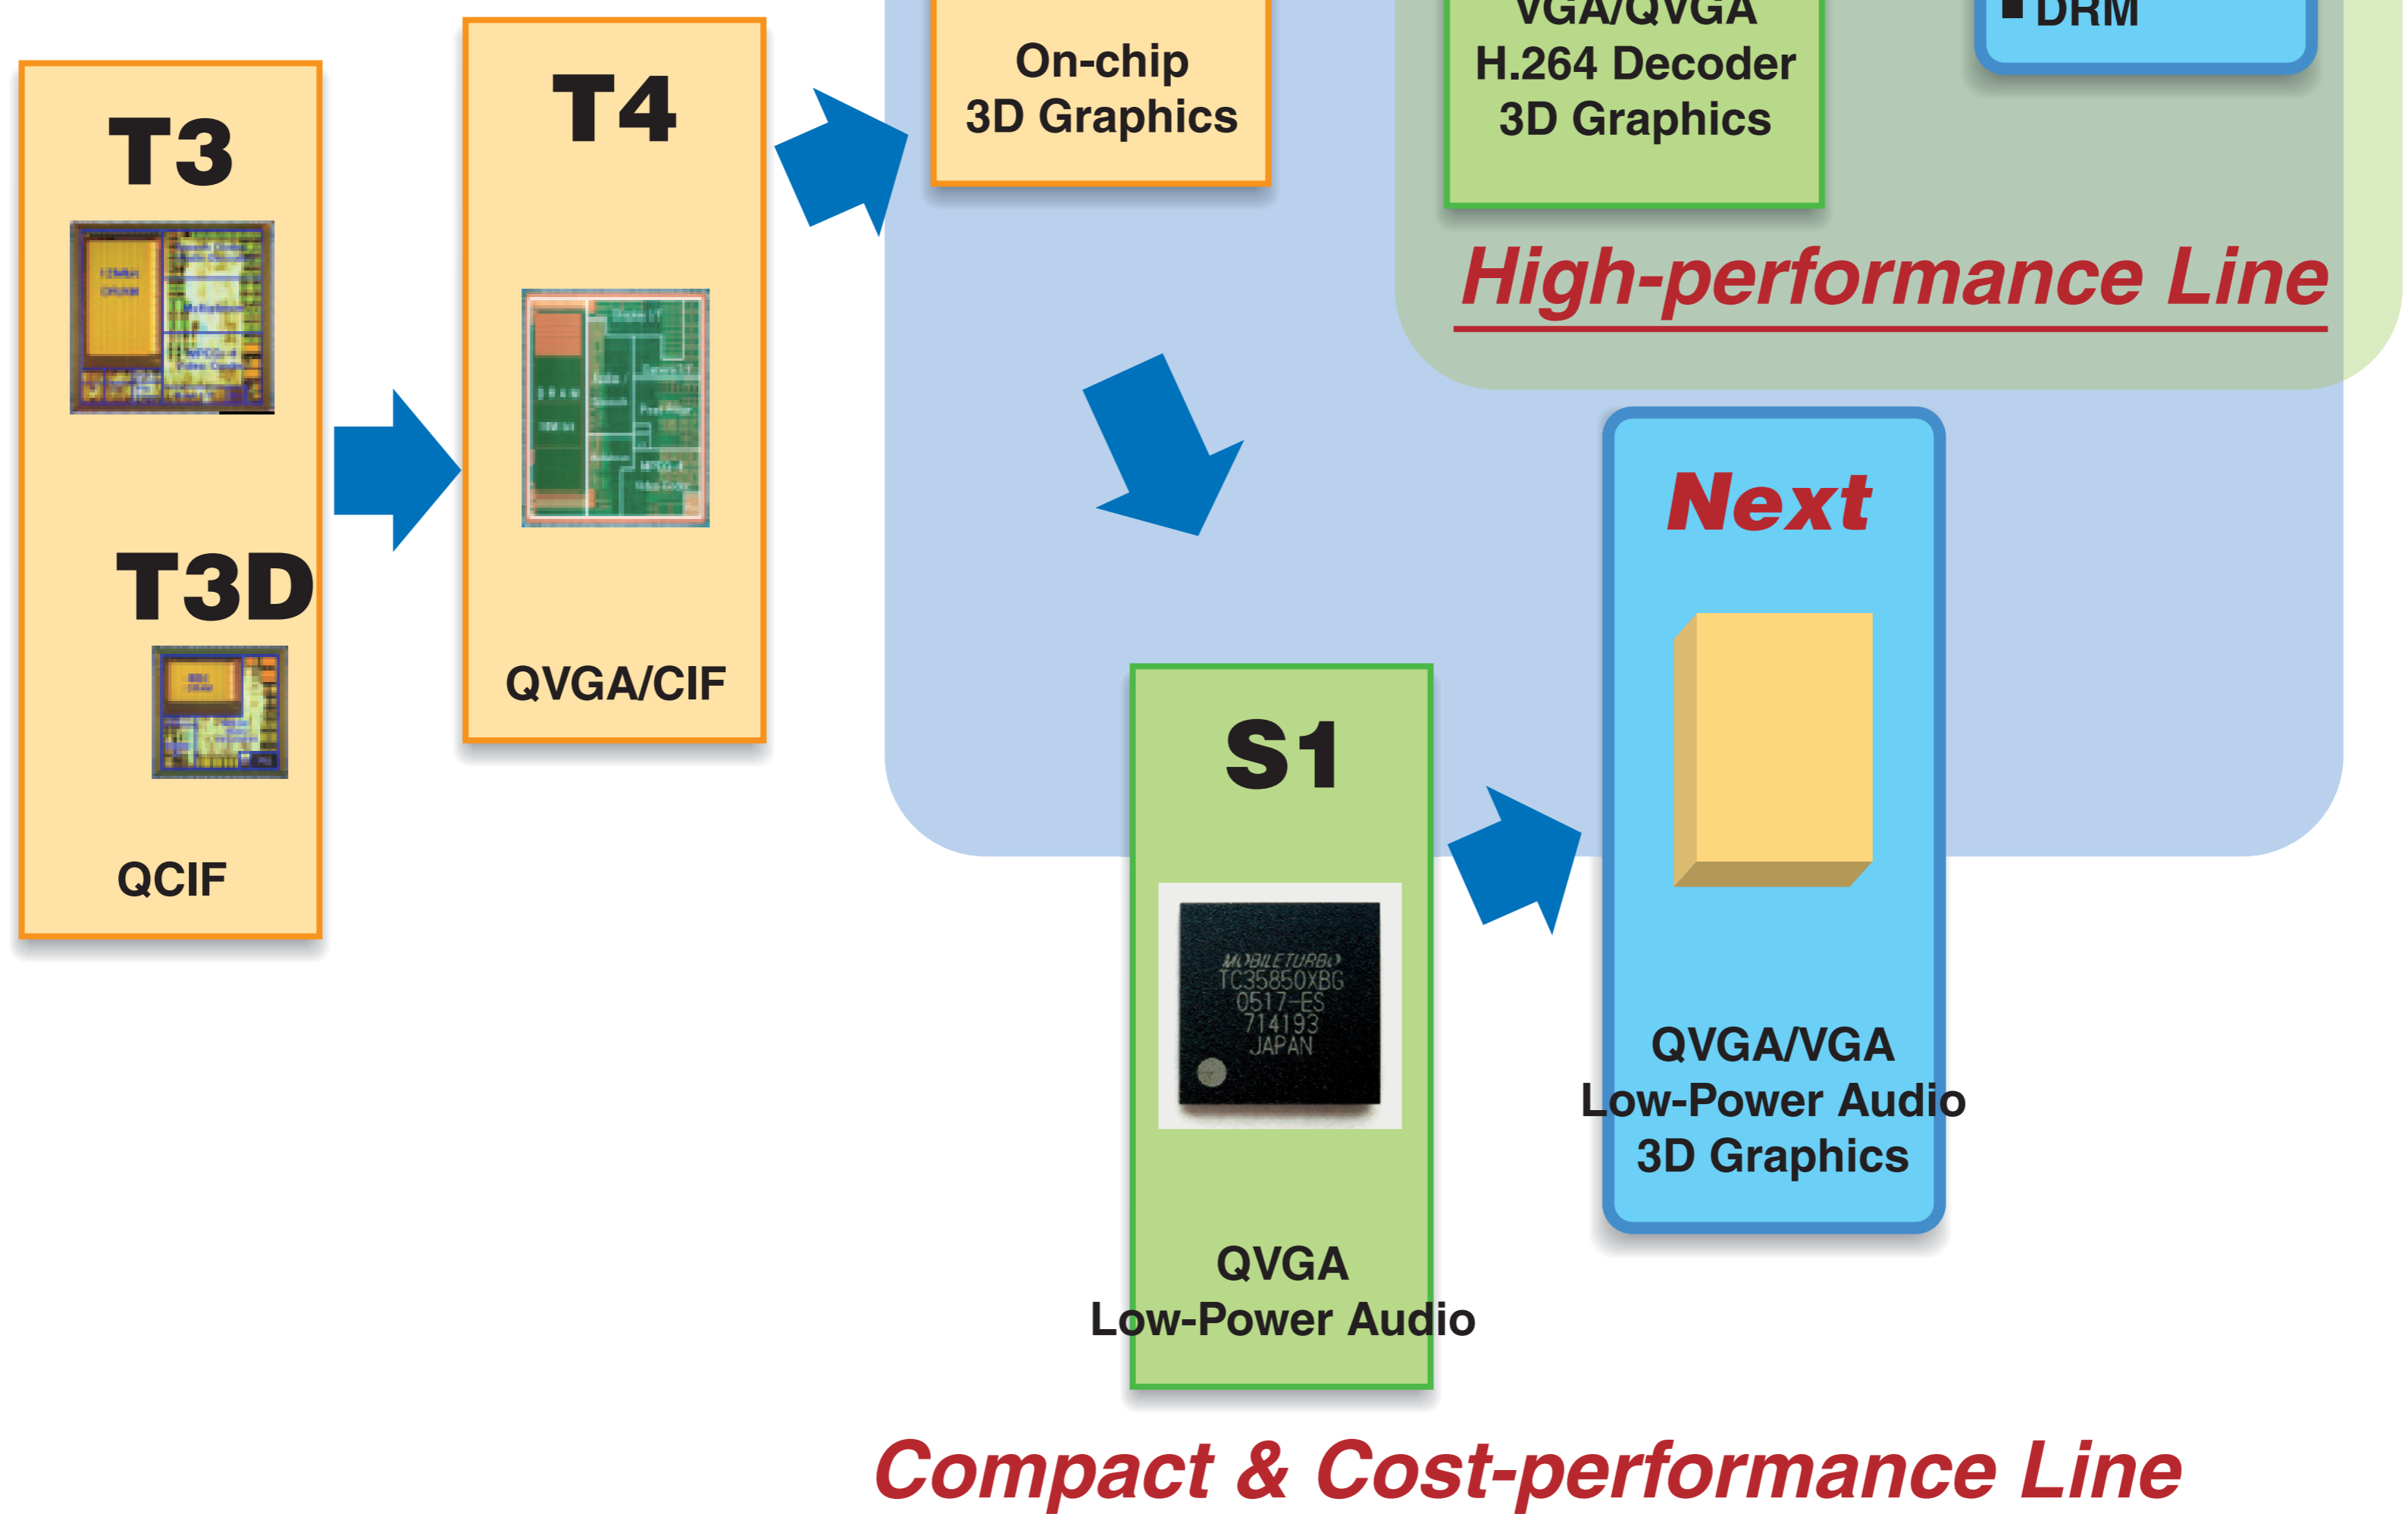 T3
T3D
QCIF
T4
QVGA/CIF
On-chip
3D Graphics
VGA/QVGA
H.264 Decoder
3D Graphics
■ DRM
High-performance Line
S1
MOBILETURBO
TC35850XBG
0517-ES
714193
JAPAN
QVGA
Low-Power Audio
Next
QVGA/VGA
Low-Power Audio
3D Graphics
Compact & Cost-performance Line